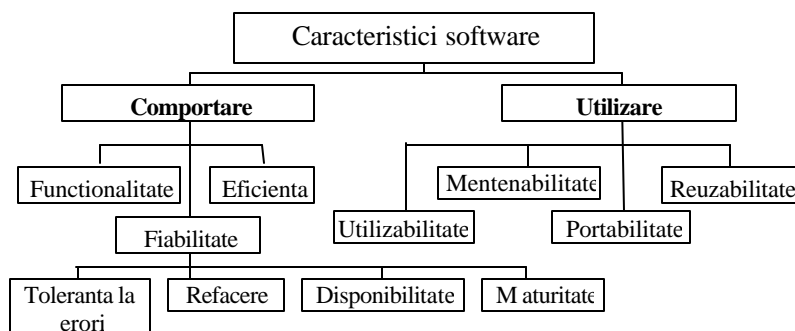 Caracteristici software
Comportare
Utilizare
Functionalitate
Eficienta
Mentenabilitate
Reuzabilitate
Fiabilitate
Utilizabilitate
Portabilitate
Toleranta la
erori
Refacere
Disponibilitate
M aturitate